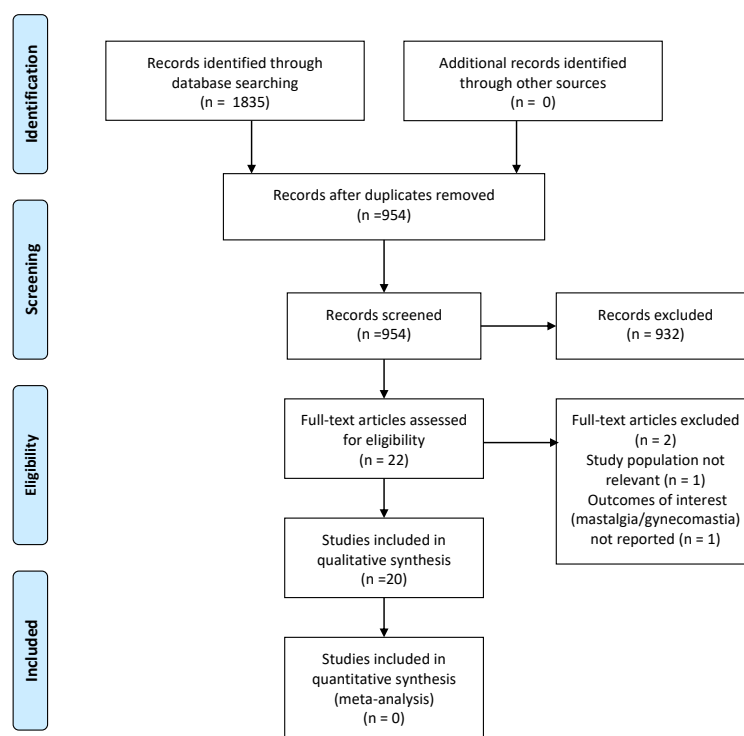 Identification
Records identified through
database searching
(n = 1835)
Additional records identified
through other sources
(n = 0)
Records after duplicates removed
(n =954)
Screening
Records screened
(n =954)
Records excluded
(n = 932)
Eligibility
Full-text articles assessed
for eligibility
(n = 22)
Full-text articles excluded
(n = 2)
Study population not
relevant (n = 1)
Outcomes of interest
(mastalgia/gynecomastia)
not reported (n = 1)
Studies included in
qualitative synthesis
(n =20)
Included
Studies included in
quantitative synthesis
(meta-analysis)
(n = 0)